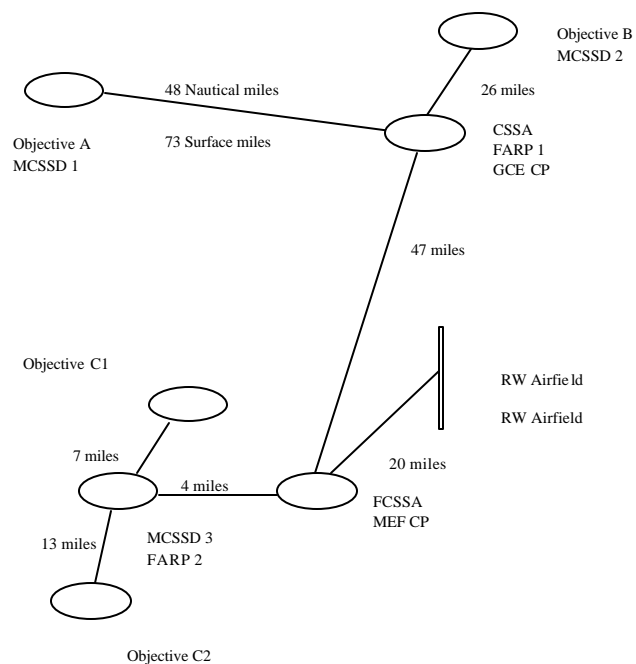 Objective B
MCSSD 2
48 Nautical miles
26 miles
CSSA
FARP 1
GCE CP
Objective A
MCSSD 1
73 Surface miles
47 miles
Objective C1
RW Airfield
RW Airfield
7 miles
4 miles
20 miles
FCSSA
MEF CP
13 miles
MCSSD 3
FARP 2
Objective C2